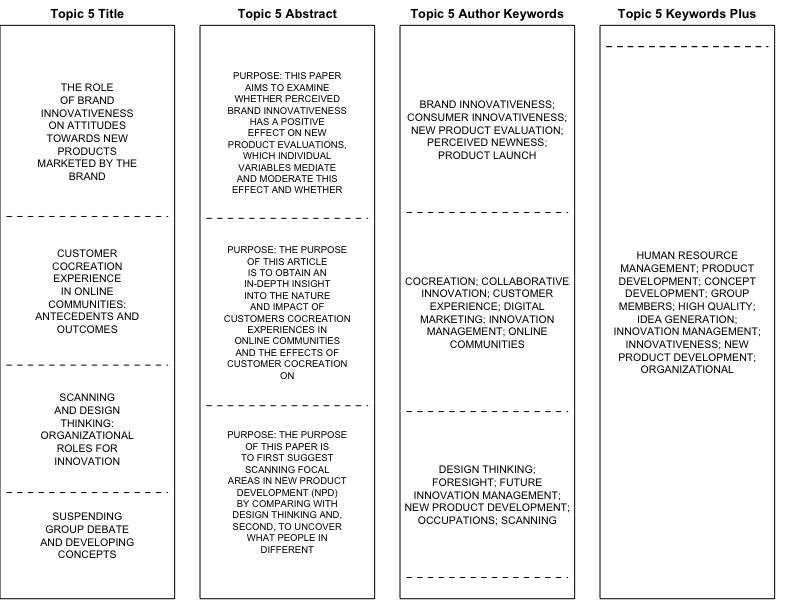 Topic 5 Title
THE ROLE
OF BRAND
INNOVATIVENESS
ON ATTITUDES
TOWARDS NEW
PRODUCTS
MARKETED BY THE
BRAND
CUSTOMER
COCREATION
EXPERIENCE
IN ONLINE
COMMUNITIES:
ANTECEDENTS AND
OUTCOMES
SCANNING
AND DESIGN
THINKING:
ORGANIZATIONAL
ROLES FOR
INNOVATION
SUSPENDING
GROUP DEBATE
AND DEVELOPING
CONCEPTS
Topic 5 Abstract
PURPOSE: THIS PAPER
AIMS TO EXAMINE
WHETHER PERCEIVED
BRAND INNOVATIVENESS
HAS A POSITIVE
EFFECT ON NEW
PRODUCT EVALUATIONS,
WHICH INDIVIDUAL
VARIABLES MEDIATE
AND MODERATE THIS
EFFECT AND WHETHER
PURPOSE: THE PURPOSE
OF THIS ARTICLE
IS TO OBTAIN AN
IN-DEPTH INSIGHT
INTO THE NATURE
AND IMPACT OF
CUSTOMERS COCREATION
EXPERIENCES IN
ONLINE COMMUNITIES
AND THE EFFECTS OF
CUSTOMER COCREATION
ON
PURPOSE: THE PURPOSE
OF THIS PAPER IS
TO FIRST SUGGEST
SCANNING FOCAL
AREAS IN NEW PRODUCT
DEVELOPMENT (NPD)
BY COMPARING WITH
DESIGN THINKING AND,
SECOND, TO UNCOVER
WHAT PEOPLE IN
DIFFERENT
Topic 5 Author Keywords
BRAND INNOVATIVENESS;
CONSUMER INNOVATIVENESS;
NEW PRODUCT EVALUATION;
PERCEIVED NEWNESS;
PRODUCT LAUNCH
COCREATION; COLLABORATIVE
INNOVATION; CUSTOMER
EXPERIENCE; DIGITAL
MARKETING; INNOVATION
MANAGEMENT; ONLINE
COMMUNITIES
DESIGN THINKING;
FORESIGHT; FUTURE
INNOVATION MANAGEMENT;
NEW PRODUCT DEVELOPMENT;
OCCUPATIONS; SCANNING
Topic 5 Keywords Plus
HUMAN RESOURCE
MANAGEMENT; PRODUCT
DEVELOPMENT; CONCEPT
DEVELOPMENT; GROUP
MEMBERS; HIGH QUALITY;
IDEA GENERATION;
INNOVATION MANAGEMENT;
INNOVATIVENESS; NEW
PRODUCT DEVELOPMENT;
ORGANIZATIONAL